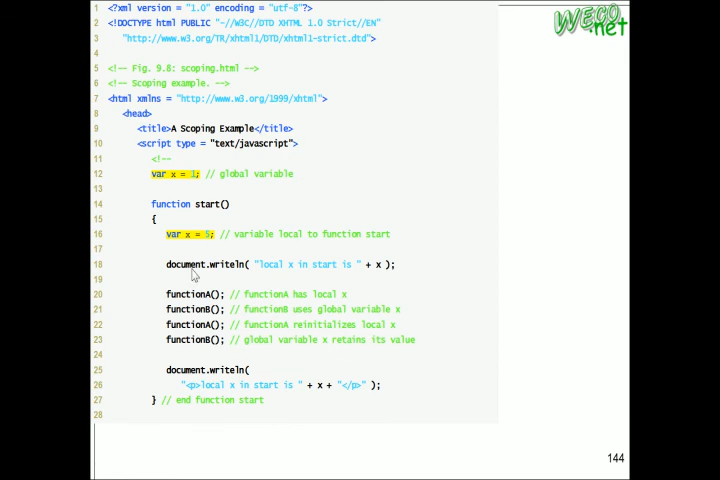 WECO
.net
1 <?xml version = "1.0" encoding = "utf-8"?>
2 <!DOCTYPE html PUBLIC "-//W3C//DTD XHTML 1.0 Strict//EN"
3 "http://www.w3.org/TR/xhtml1/DTD/xhtml1-strict.dtd">
4
5 <!-- Fig. 9.8: scoping.html -->
6 <!-- Scoping example. -->
7 <html xmlns = "http://www.w3.org/1999/xhtml">
8 <head>
9 <title>A Scoping Example</title>
10 <script type = "text/javascript">
11 <!--
12 var x = 1; // global variable
13
14 function start()
15 {
16 var x = 5; // variable local to function start
17
18 document.writeln( "local x in start is " + x );
19
20 functionA(); // functionA has local x
21 functionB(); // functionB uses global variable x
22 functionA(); // functionA reinitializes local x
23 functionB(); // global variable x retains its value
24
25 document.writeln(
26 "<p>local x in start is " + x + "</p>" );
27 } // end function start
28
144